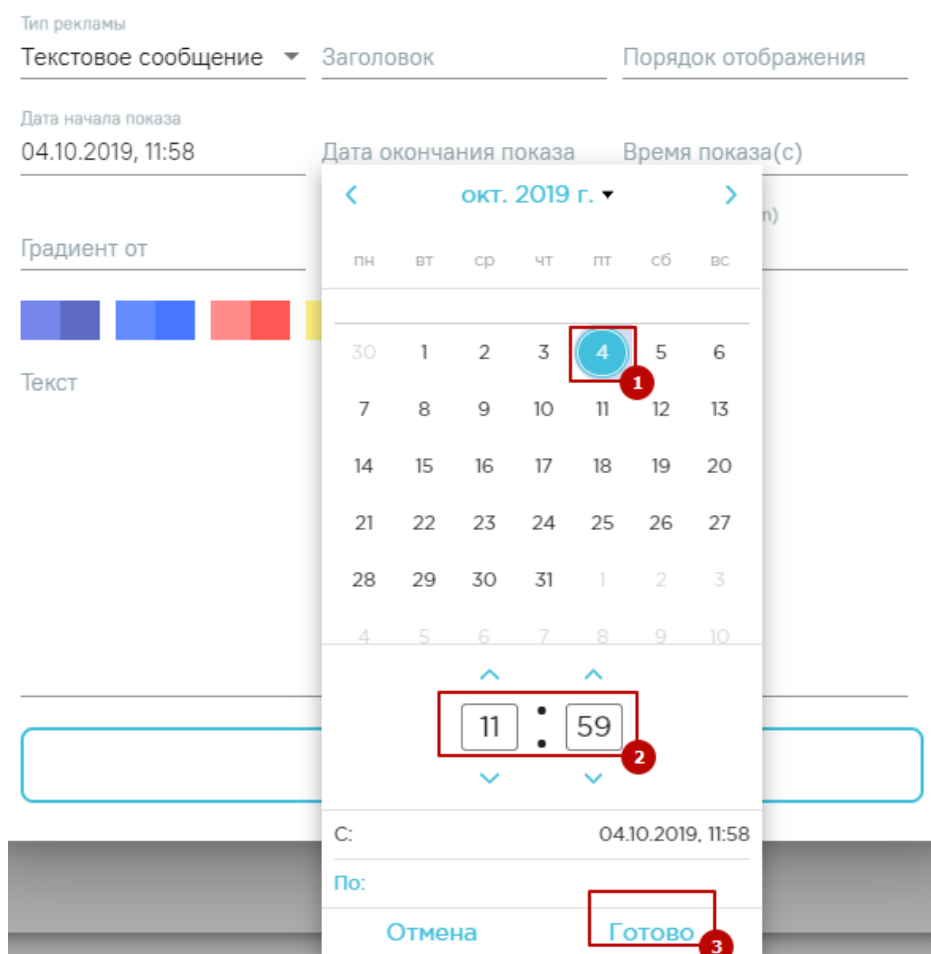 Тип рекламы
Текстовое сообщение Заголовок Порядок отображения
Дата начала показа
04.10.2019, 11:58 Дата окончания показа Время показа(с)
окт. 2019 г.
Градиент от
пн вт ср чт пт сб вс
30 1 2 3 4 5 6
1
Текст
7 8 9 10 11 12 13
14 15 16 17 18 19 20
21 22 23 24 25 26 27
28 29 30 31 1 2 3
4 5 6 7 8 9 10
11 : 59
2
С: 04.10.2019, 11:58
По:
Отмена Готово
3